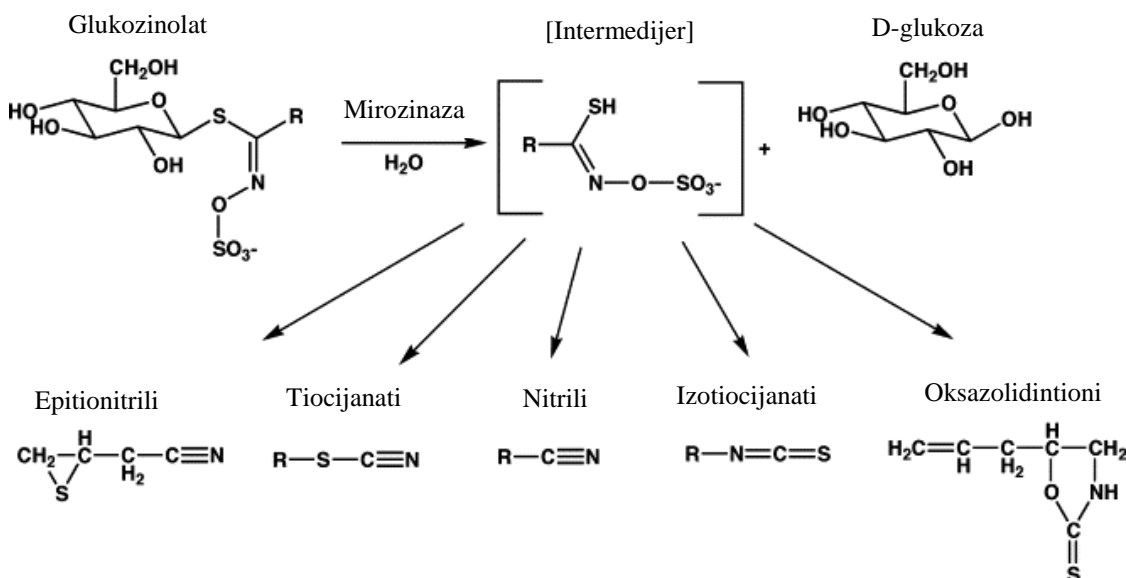 Glukozinolat
[Intermedijer]
D-glukoza
CH₂OH
HO
HO
O
OH
OH
S
R
N
O
SO₃-
Mirozinaza
H₂O
SH
R
N
O
SO₃-
+
CH₂OH
HO
HO
O
OH
OH
OH
Epitionitrili
Tiocijanati
Nitrili
Izotiocijanati
Oksazolidintioni
CH₂
H
S
C
H₂
C
N
R
S
C
N
R
C
N
R
N
C
S
H₂C
C
H
C
H₂
H
C
CH₂
O
NH
C
S